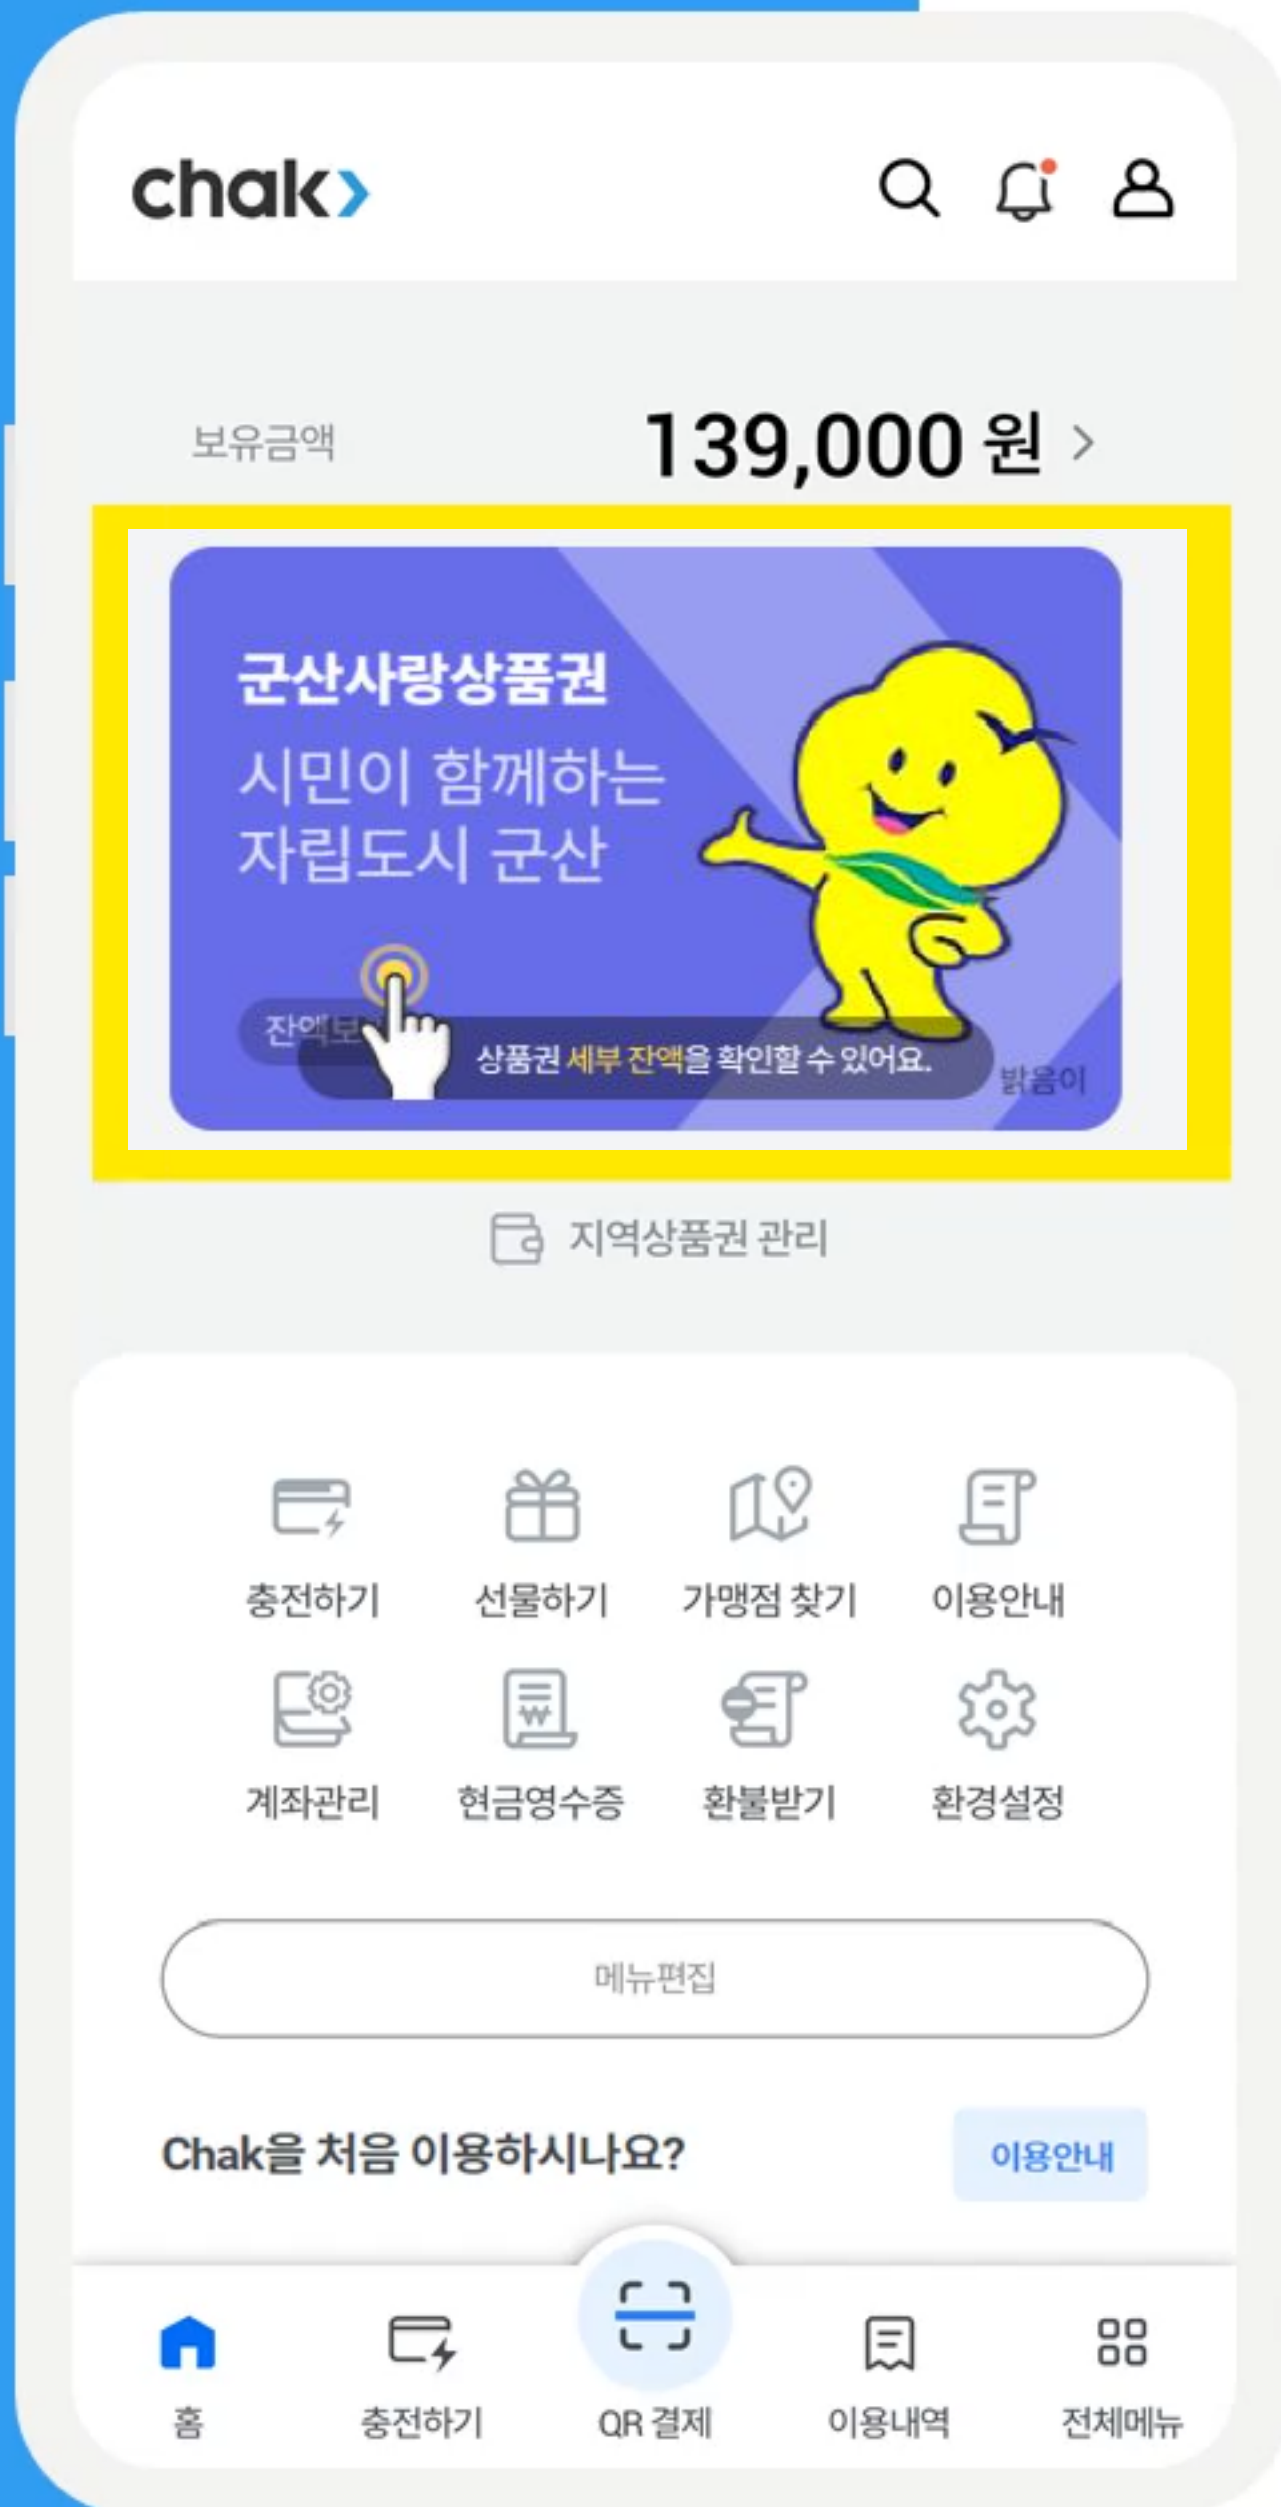 chak
보유금액
139,000 원
군산사랑상품권
시민이 함께하는
자립도시 군산
잔액보
상품권 세부 잔액을 확인할 수 있어요.
밝음이
지역상품권 관리
충전하기
선물하기
가맹점 찾기
이용안내
계좌관리
현금영수증
환불받기
환경설정
메뉴편집
Chak을 처음 이용하시나요?
이용안내
홈
충전하기
QR 결제
이용내역
전체메뉴